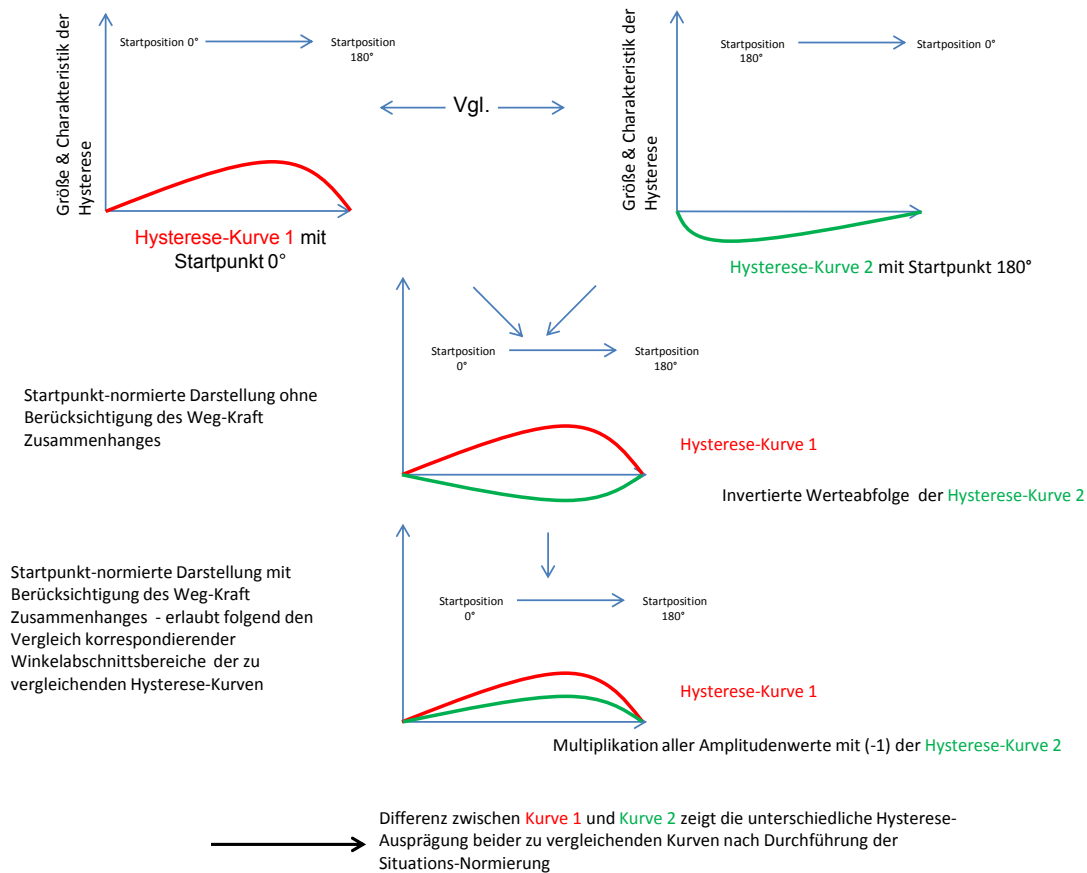 Größe & Charakteristik der
Hysterese
Startposition 0°
Startposition
180°
Hysterese-Kurve 1 mit
Startpunkt 0°
Vgl.
Größe & Charakteristik der
Hysterese
Startposition
180°
Startposition 0°
Hysterese-Kurve 2 mit Startpunkt 180°
Startpunkt-normierte Darstellung ohne
Berücksichtigung des Weg-Kraft
Zusammenhanges
Startposition
0°
Startposition
180°
Hysterese-Kurve 1
Invertierte Werteabfolge der Hysterese-Kurve 2
Startpunkt-normierte Darstellung mit
Berücksichtigung des Weg-Kraft
Zusammenhanges - erlaubt folgend den
Vergleich korrespondierender
Winkelabschnittsbereiche der zu
vergleichenden Hysterese-Kurven
Startposition
0°
Startposition
180°
Hysterese-Kurve 1
Multiplikation aller Amplitudenwerte mit (-1) der Hysterese-Kurve 2
Differenz zwischen Kurve 1 und Kurve 2 zeigt die unterschiedliche Hysterese-
Ausprägung beider zu vergleichenden Kurven nach Durchführung der
Situations-Normierung